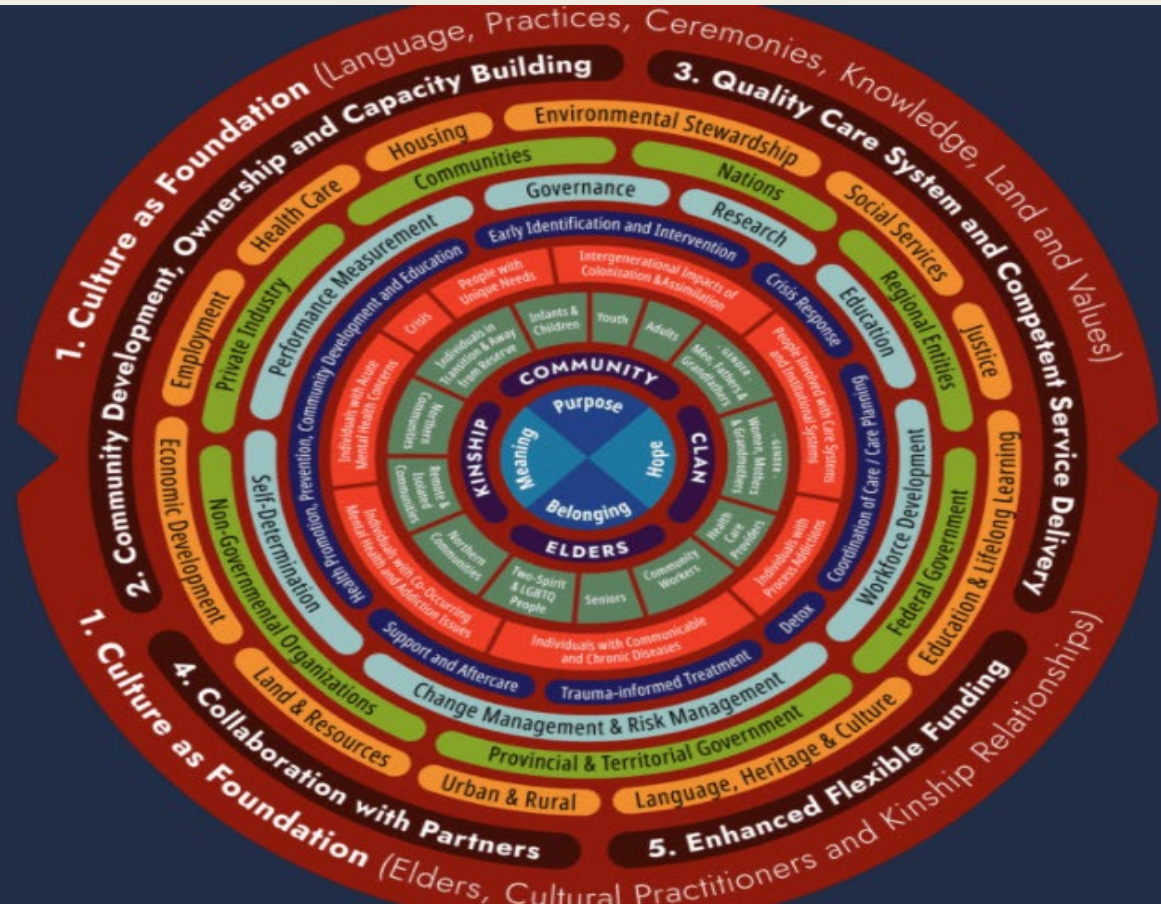 1. Culture as Foundation (Language, Practices, Ceremonies, Knowledge, Land and Values)
2. Community Development, Ownership and Capacity Building
3. Quality Care System and Competent Service Delivery
1. Culture as Foundation (Elders, Cultural Practitioners and Kinship Relationships)
4. Collaboration with Partners
5. Enhanced Flexible Funding
Environmental Stewardship
Social Services
Justice
Education & Lifelong Learning
Language, Heritage & Culture
Urban & Rural
Land & Resources
Economic Development
Employment
Health Care
Housing
Communities
Nations
Regional Entities
Federal Government
Provincial & Territorial Government
Non-Governmental Organizations
Private Industry
Governance
Research
Education
Workforce Development
Change Management & Risk Management
Self-Determination
Performance Measurement
Early Identification and Intervention
Crisis Response
Coordination of Care / Care Planning
Detox
Trauma-informed Treatment
Support and Aftercare
Health Promotion, Prevention, Community Development and Education
Intergenerational Impacts of
Colonization & Assimilation
People Involved with Care Systems
and Institutional Systems
Individuals with
Process Addictions
Individuals with Communicable
and Chronic Diseases
Individuals with Co-Occurring
Mental Health and Addiction Issues
Individuals with Acute
Mental Health Concerns
Crisis
People with
Unique Needs
Infants &
Children
Youth
Adults
- GENDER -
Men, Fathers &
Grandfathers
- GENDER -
Women, Mothers
& Grandmothers
Health
Care
Providers
Community
Workers
Seniors
Two-Spirit
& LGBTQ
People
Northern
Communities
Remote &
Isolated
Communities
Northern
Communities
Individuals in
Transition & Away
from Reserve
COMMUNITY
CLAN
ELDERS
KINSHIP
Purpose
Hope
Belonging
Meaning